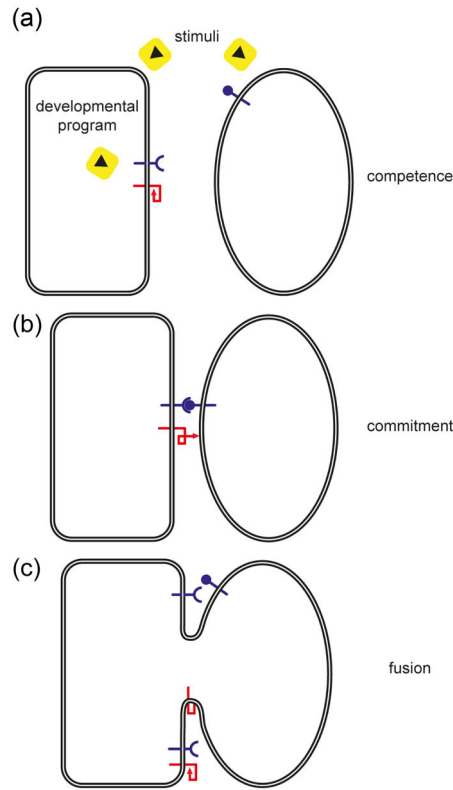 (a)
stimuli
developmental
program
competence
(b)
commitment
(c)
fusion